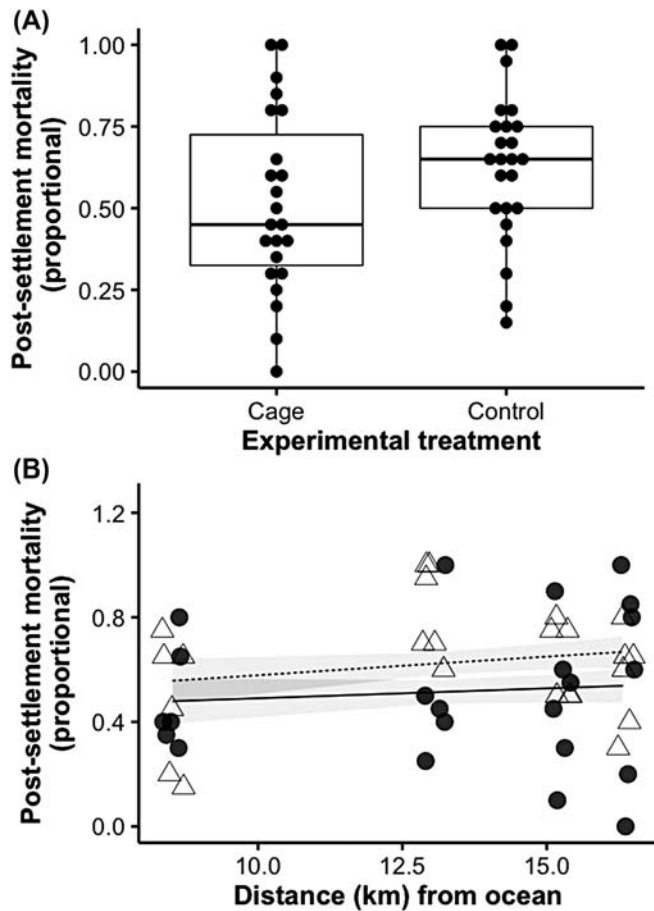 (A)
Post-settlement mortality
(proportional)
1.00
0.75
0.50
0.25
0.00
Cage
Control
Experimental treatment
(B)
Post-settlement mortality
(proportional)
1.2
0.8
0.4
0.0
10.0
12.5
15.0
Distance (km) from ocean